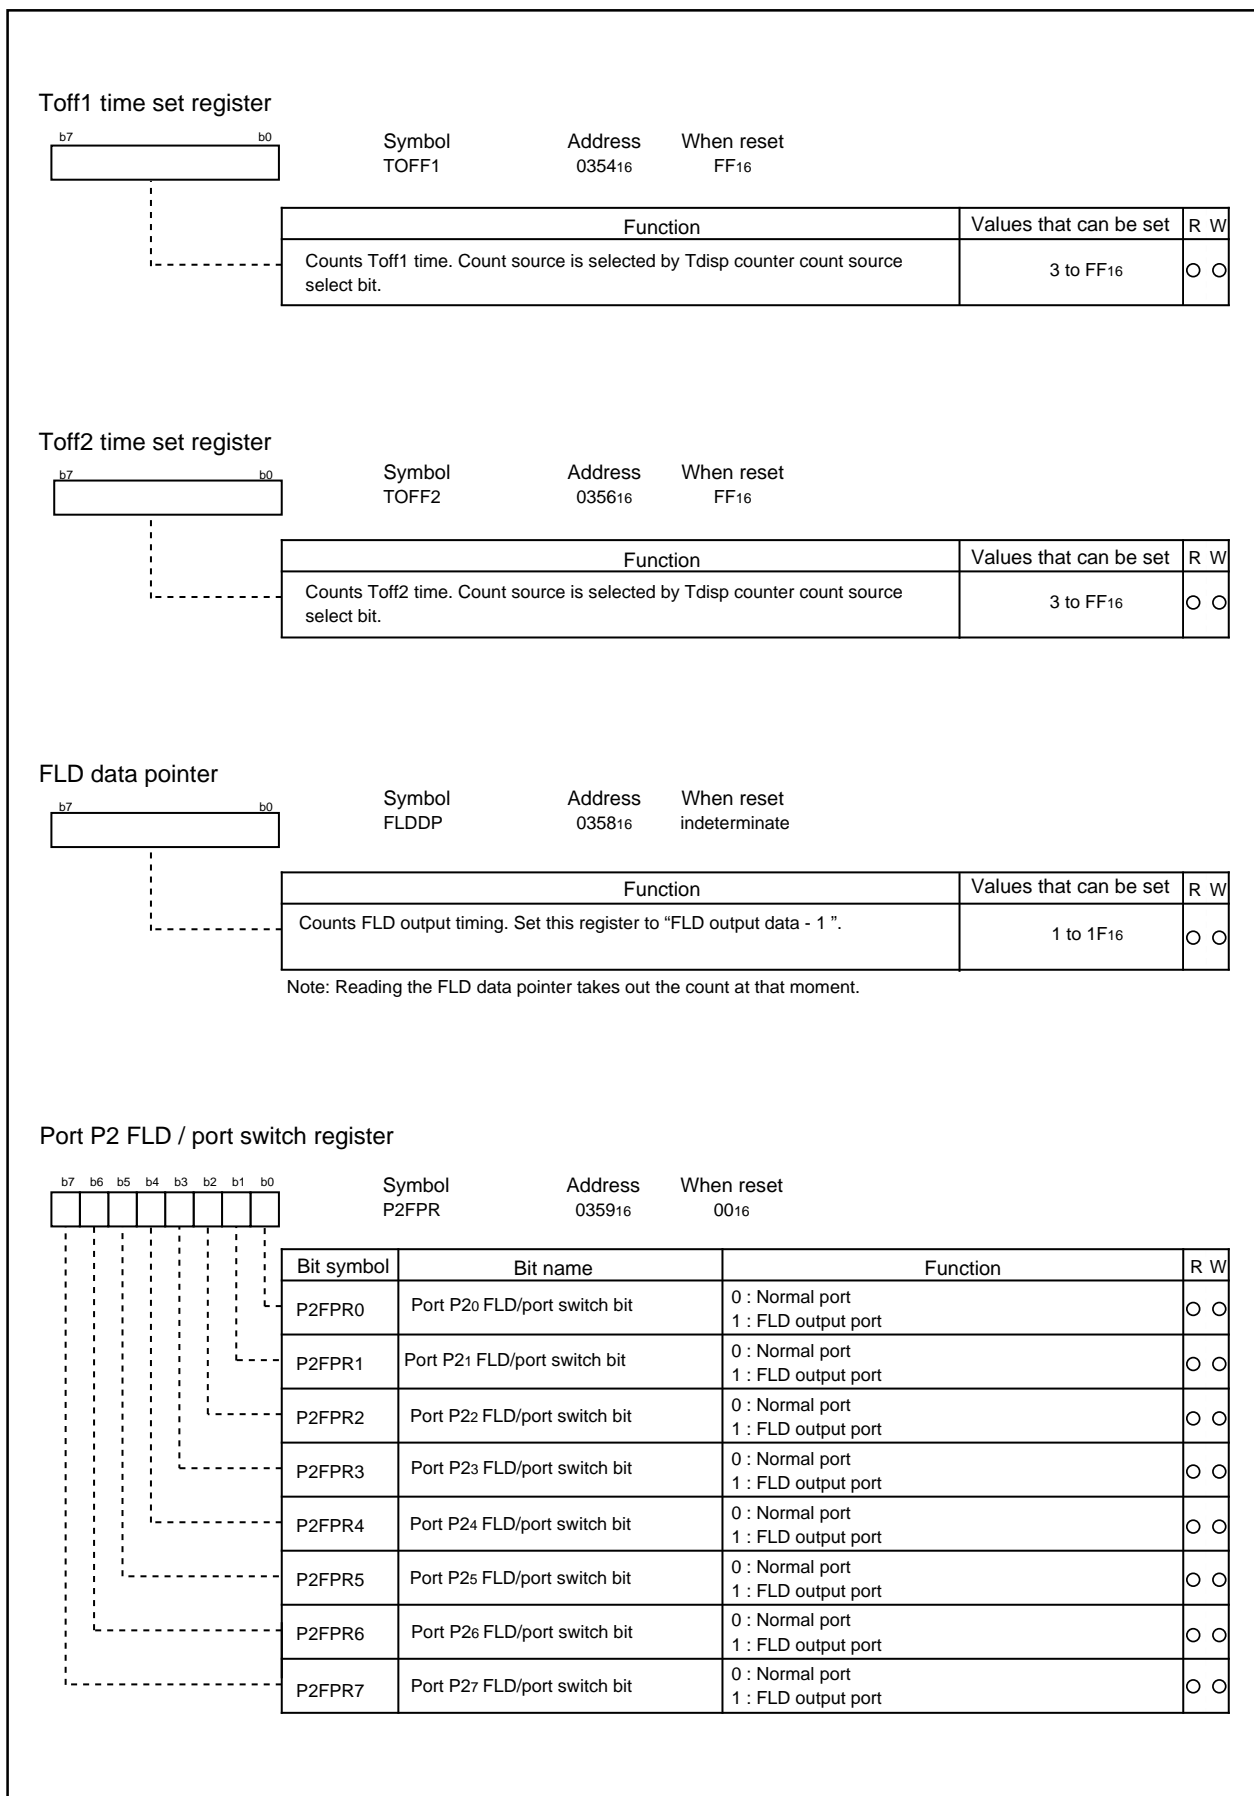 Toff1 time set register
b7 b0
Symbol Address When reset
TOFF1 035416 FF16
Function Values that can be set R W
Counts Toff1 time. Count source is selected by Tdisp counter count source
select bit.
3 to FF16
Toff2 time set register
b7 b0
Symbol Address When reset
TOFF2 035616 FF16
Function Values that can be set R W
Counts Toff2 time. Count source is selected by Tdisp counter count source
select bit.
3 to FF16
FLD data pointer
b7 b0
Symbol Address When reset
FLDDP 035816 indeterminate
Function Values that can be set R W
Counts FLD output timing. Set this register to “FLD output data - 1 ”.
1 to 1F16
Note: Reading the FLD data pointer takes out the count at that moment.
Port P2 FLD / port switch register
b7 b6 b5 b4 b3 b2 b1 b0
Symbol Address When reset
P2FPR 035916 0016
Bit symbol Bit name Function R W
P2FPR0 Port P20 FLD/port switch bit 0 : Normal port
1 : FLD output port
P2FPR1 Port P21 FLD/port switch bit 0 : Normal port
1 : FLD output port
P2FPR2 Port P22 FLD/port switch bit 0 : Normal port
1 : FLD output port
P2FPR3 Port P23 FLD/port switch bit 0 : Normal port
1 : FLD output port
P2FPR4 Port P24 FLD/port switch bit 0 : Normal port
1 : FLD output port
P2FPR5 Port P25 FLD/port switch bit 0 : Normal port
1 : FLD output port
P2FPR6 Port P26 FLD/port switch bit 0 : Normal port
1 : FLD output port
P2FPR7 Port P27 FLD/port switch bit 0 : Normal port
1 : FLD output port